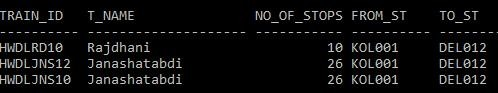 TRAIN_ID T_NAME NO_OF_STOPS FROM_ST TO_ST
---------- -------------------- ----------- ---------- ----------
HWDLRD10 Rajdhani 10 KOL001 DEL012
HWDLJNS12 Janashatabdi 26 KOL001 DEL012
HWDLJNS10 Janashatabdi 26 KOL001 DEL012